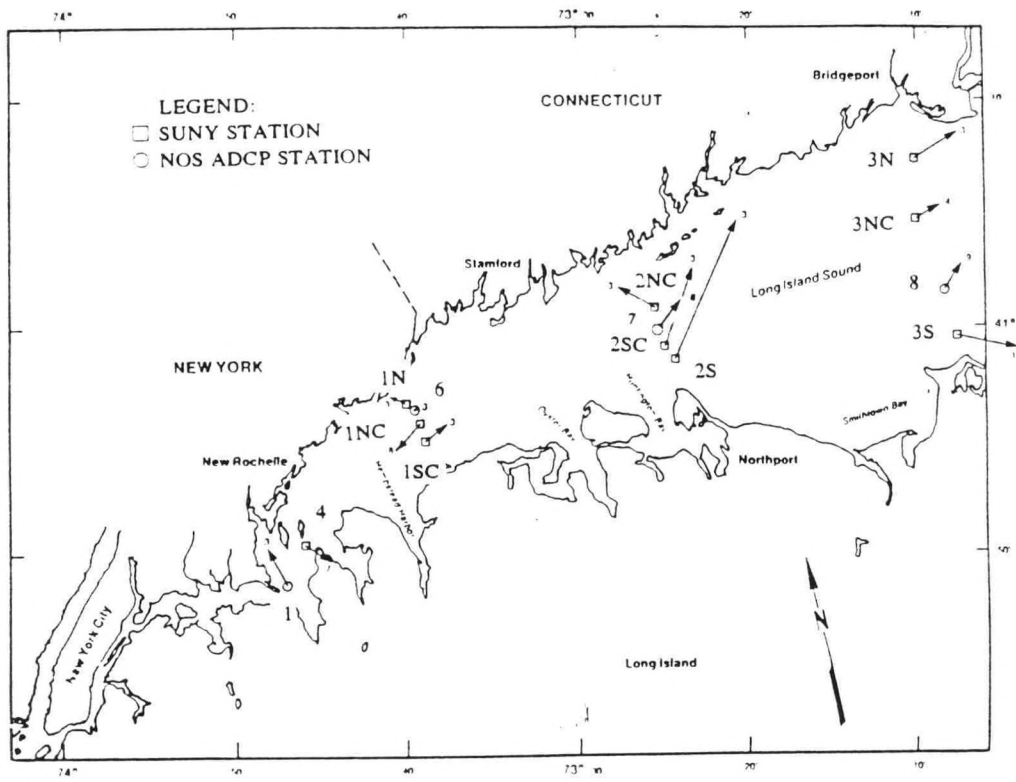 74° 50' 40' 73° 20' 10'
Bridgeport
CONNECTICUT
LEGEND:
SUNY STATION
NOS ADCP STATION
3N
3NC
Stamford
2NC
Long Island Sound
8
7
41°
3S
2SC
2S
NEW YORK
1N
6
Smithtown Bay
1NC
New Rochelle
1SC
Northport
4
50'
1
New York City
N
Long Island
74° 50' 40' 73° 20' 10'